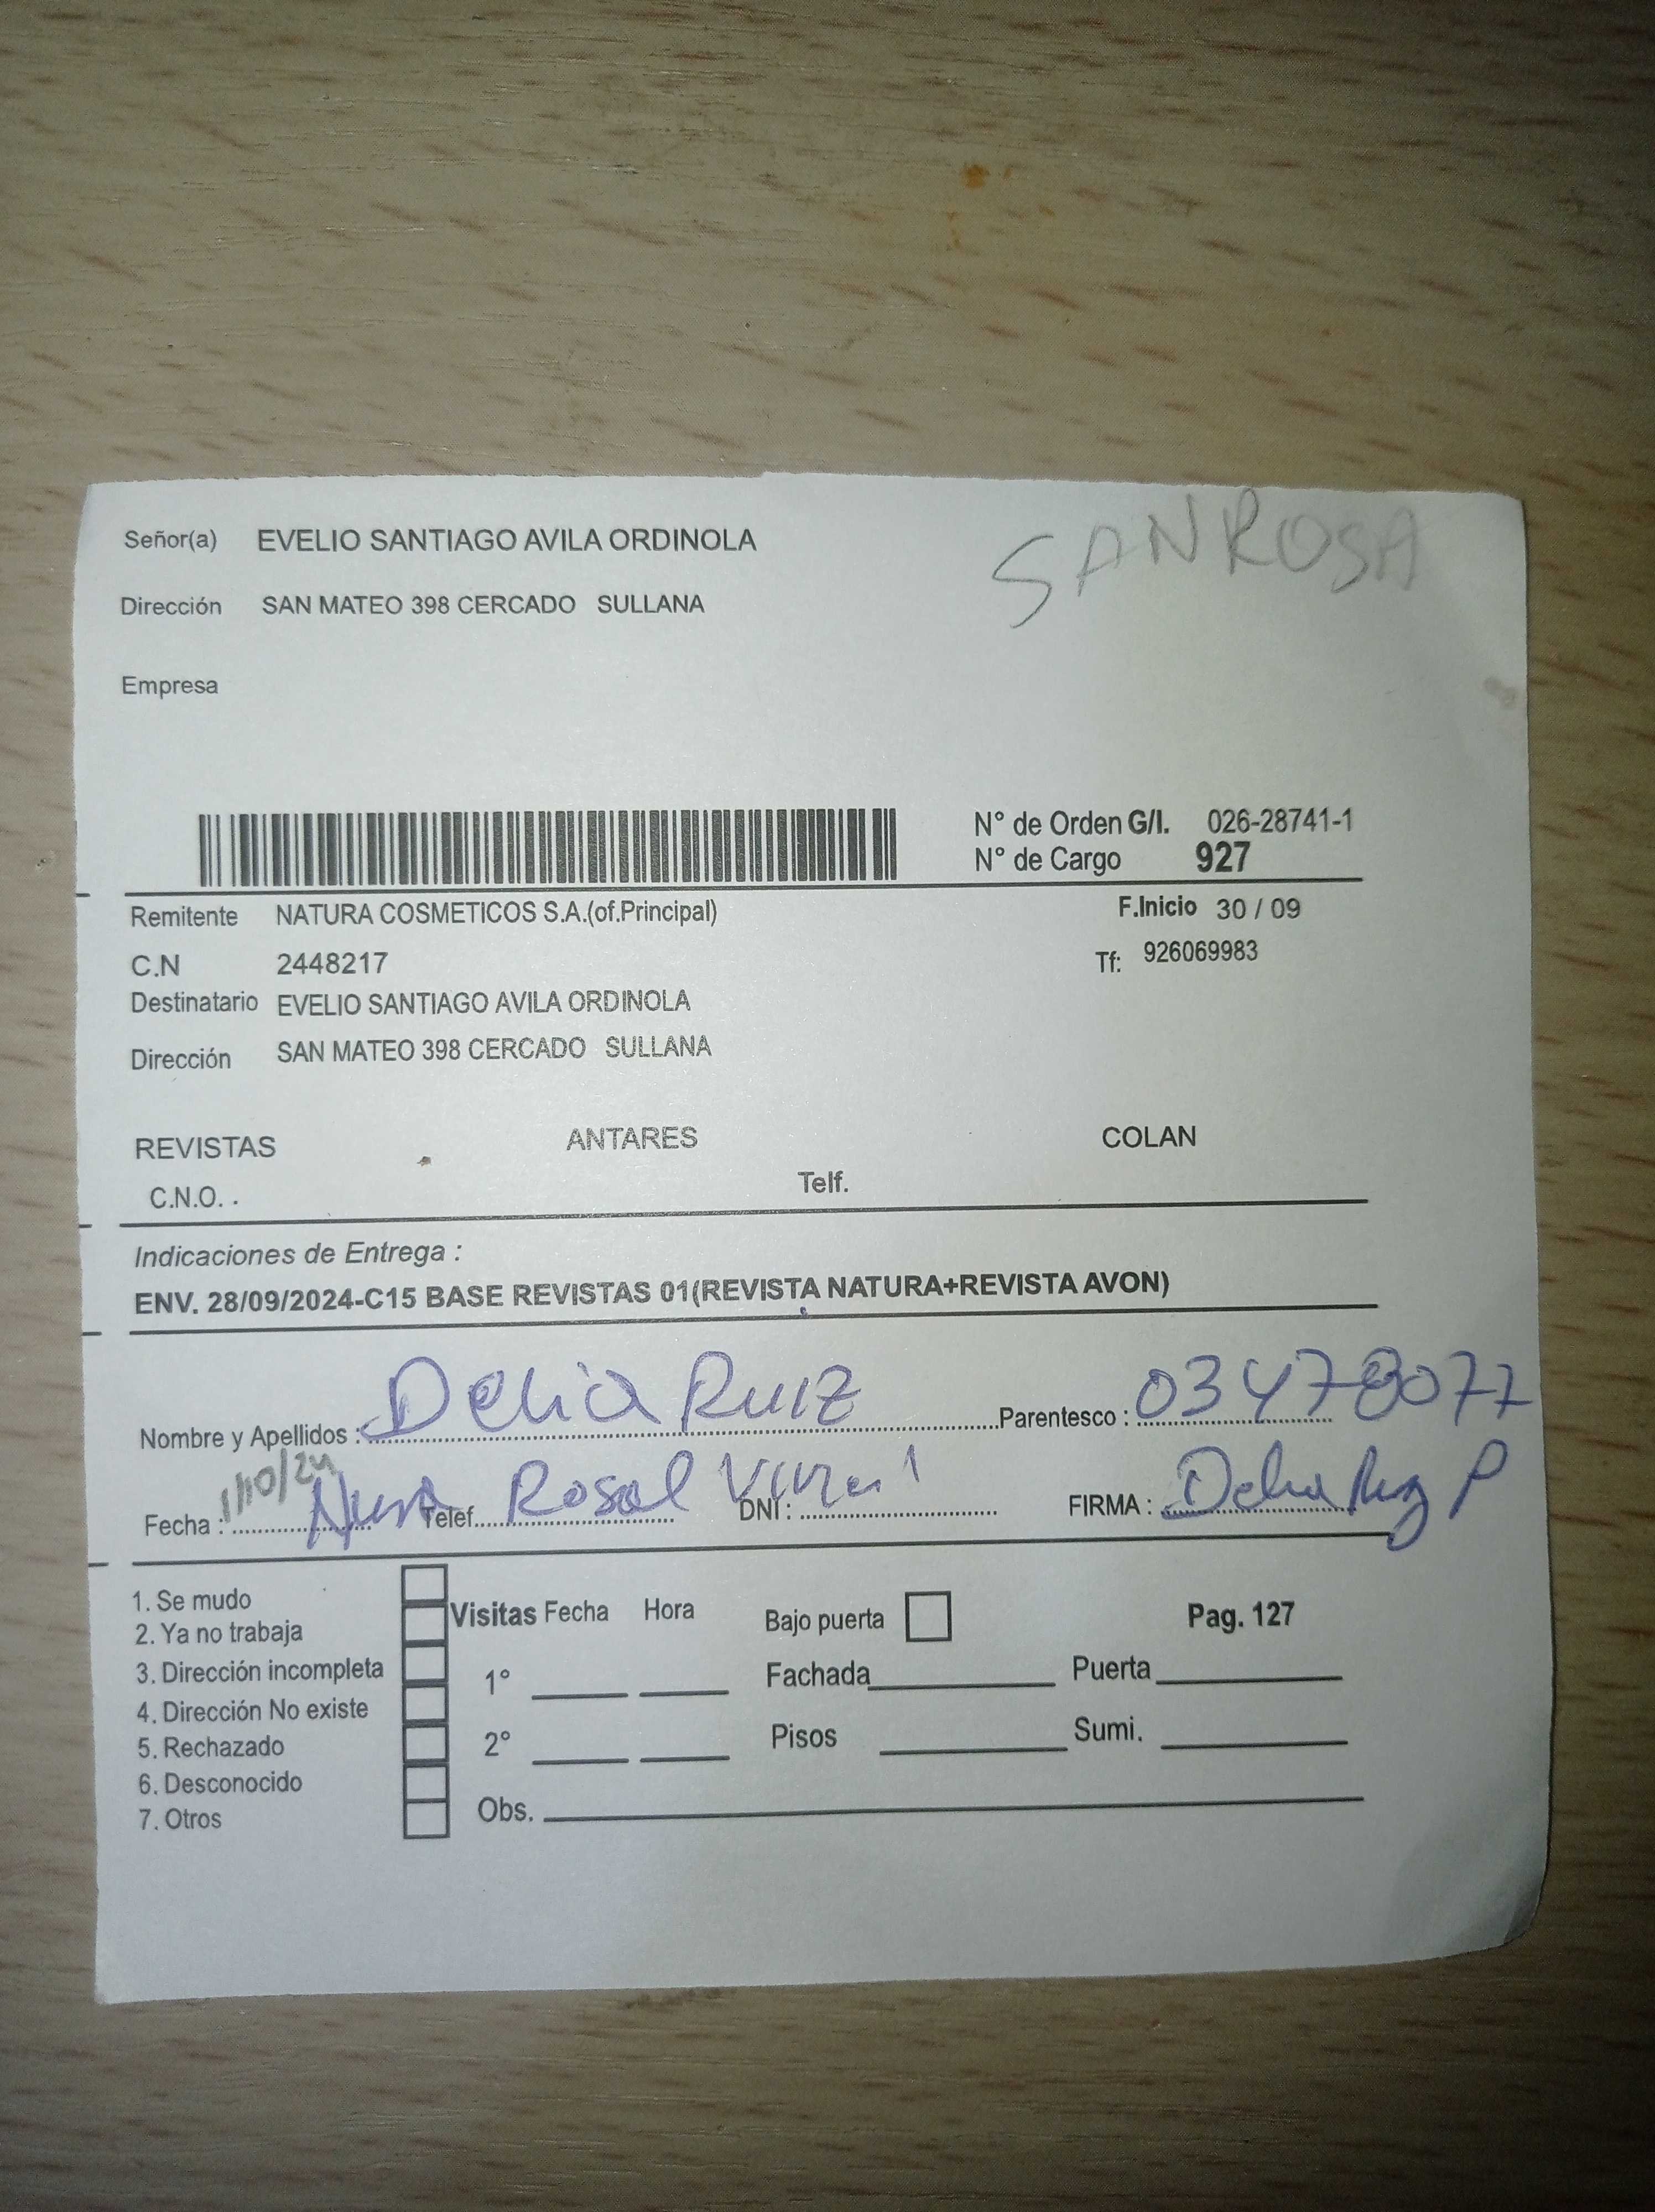 SANROSA
Señor(a) EVELIO SANTIAGO AVILA ORDINOLA
Dirección SAN MATEO 398 CERCADO SULLANA
Empresa
N° de Orden G/I. 026-28741-1
N° de Cargo 927
Remitente NATURA COSMETICOS S.A.(of.Principal) F.Inicio 30 / 09
C.N 2448217 Tf: 926069983
Destinatario EVELIO SANTIAGO AVILA ORDINOLA
Dirección SAN MATEO 398 CERCADO SULLANA
REVISTAS ANTARES COLAN
C.N.O. . Telf.
Indicaciones de Entrega :
ENV. 28/09/2024-C15 BASE REVISTAS 01(REVISTA NATURA+REVISTA AVON)
Nombre y Apellidos : Delia Ruiz Parentesco : 03478077
Fecha : 1/10/24 Telef. Rosal DNI : FIRMA : Delia
1. Se mudo
2. Ya no trabaja
3. Dirección incompleta
4. Dirección No existe
5. Rechazado
6. Desconocido
7. Otros
Visitas Fecha Hora Bajo puerta Pag. 127
1° Fachada Puerta
2° Pisos Sumi.
Obs.